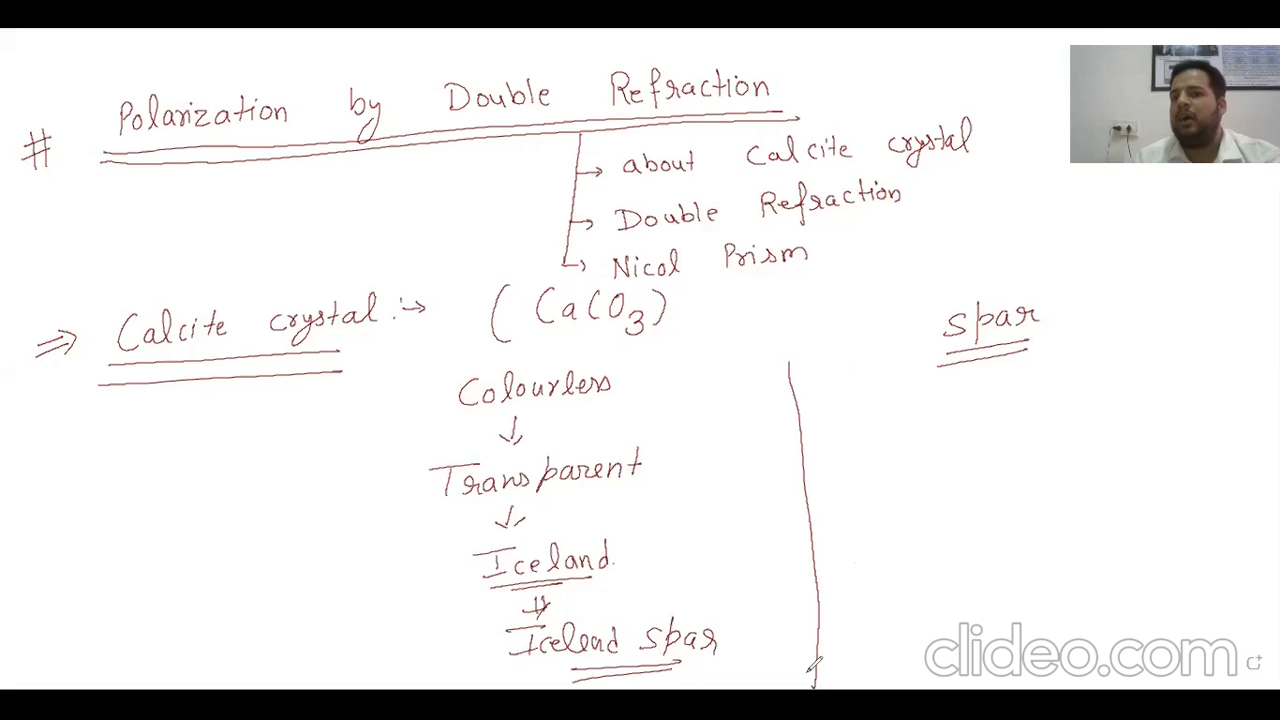 # Polarization by Double Refraction
→ about Calcite crystal
→ Double Refraction
→ Nicol Prism
⇒ Calcite crystal :→ (CaCO3)
spar
Colourless
↓
Transparent
↓
Iceland
⇓
Icelend spar
clideo.com